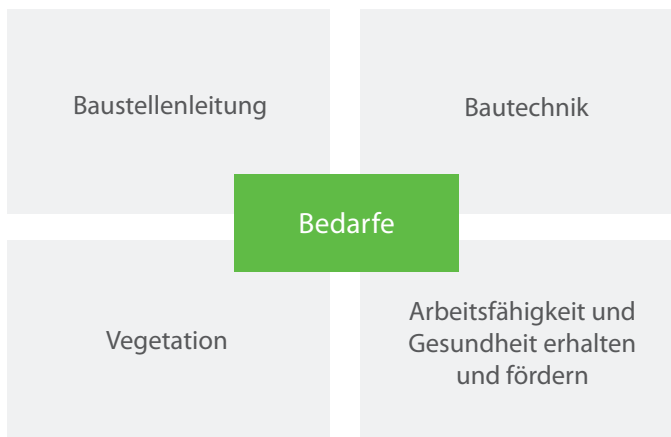 Baustellenleitung
Bautechnik
Bedarfe
Vegetation
Arbeitsfähigkeit und
Gesundheit erhalten
und fördern